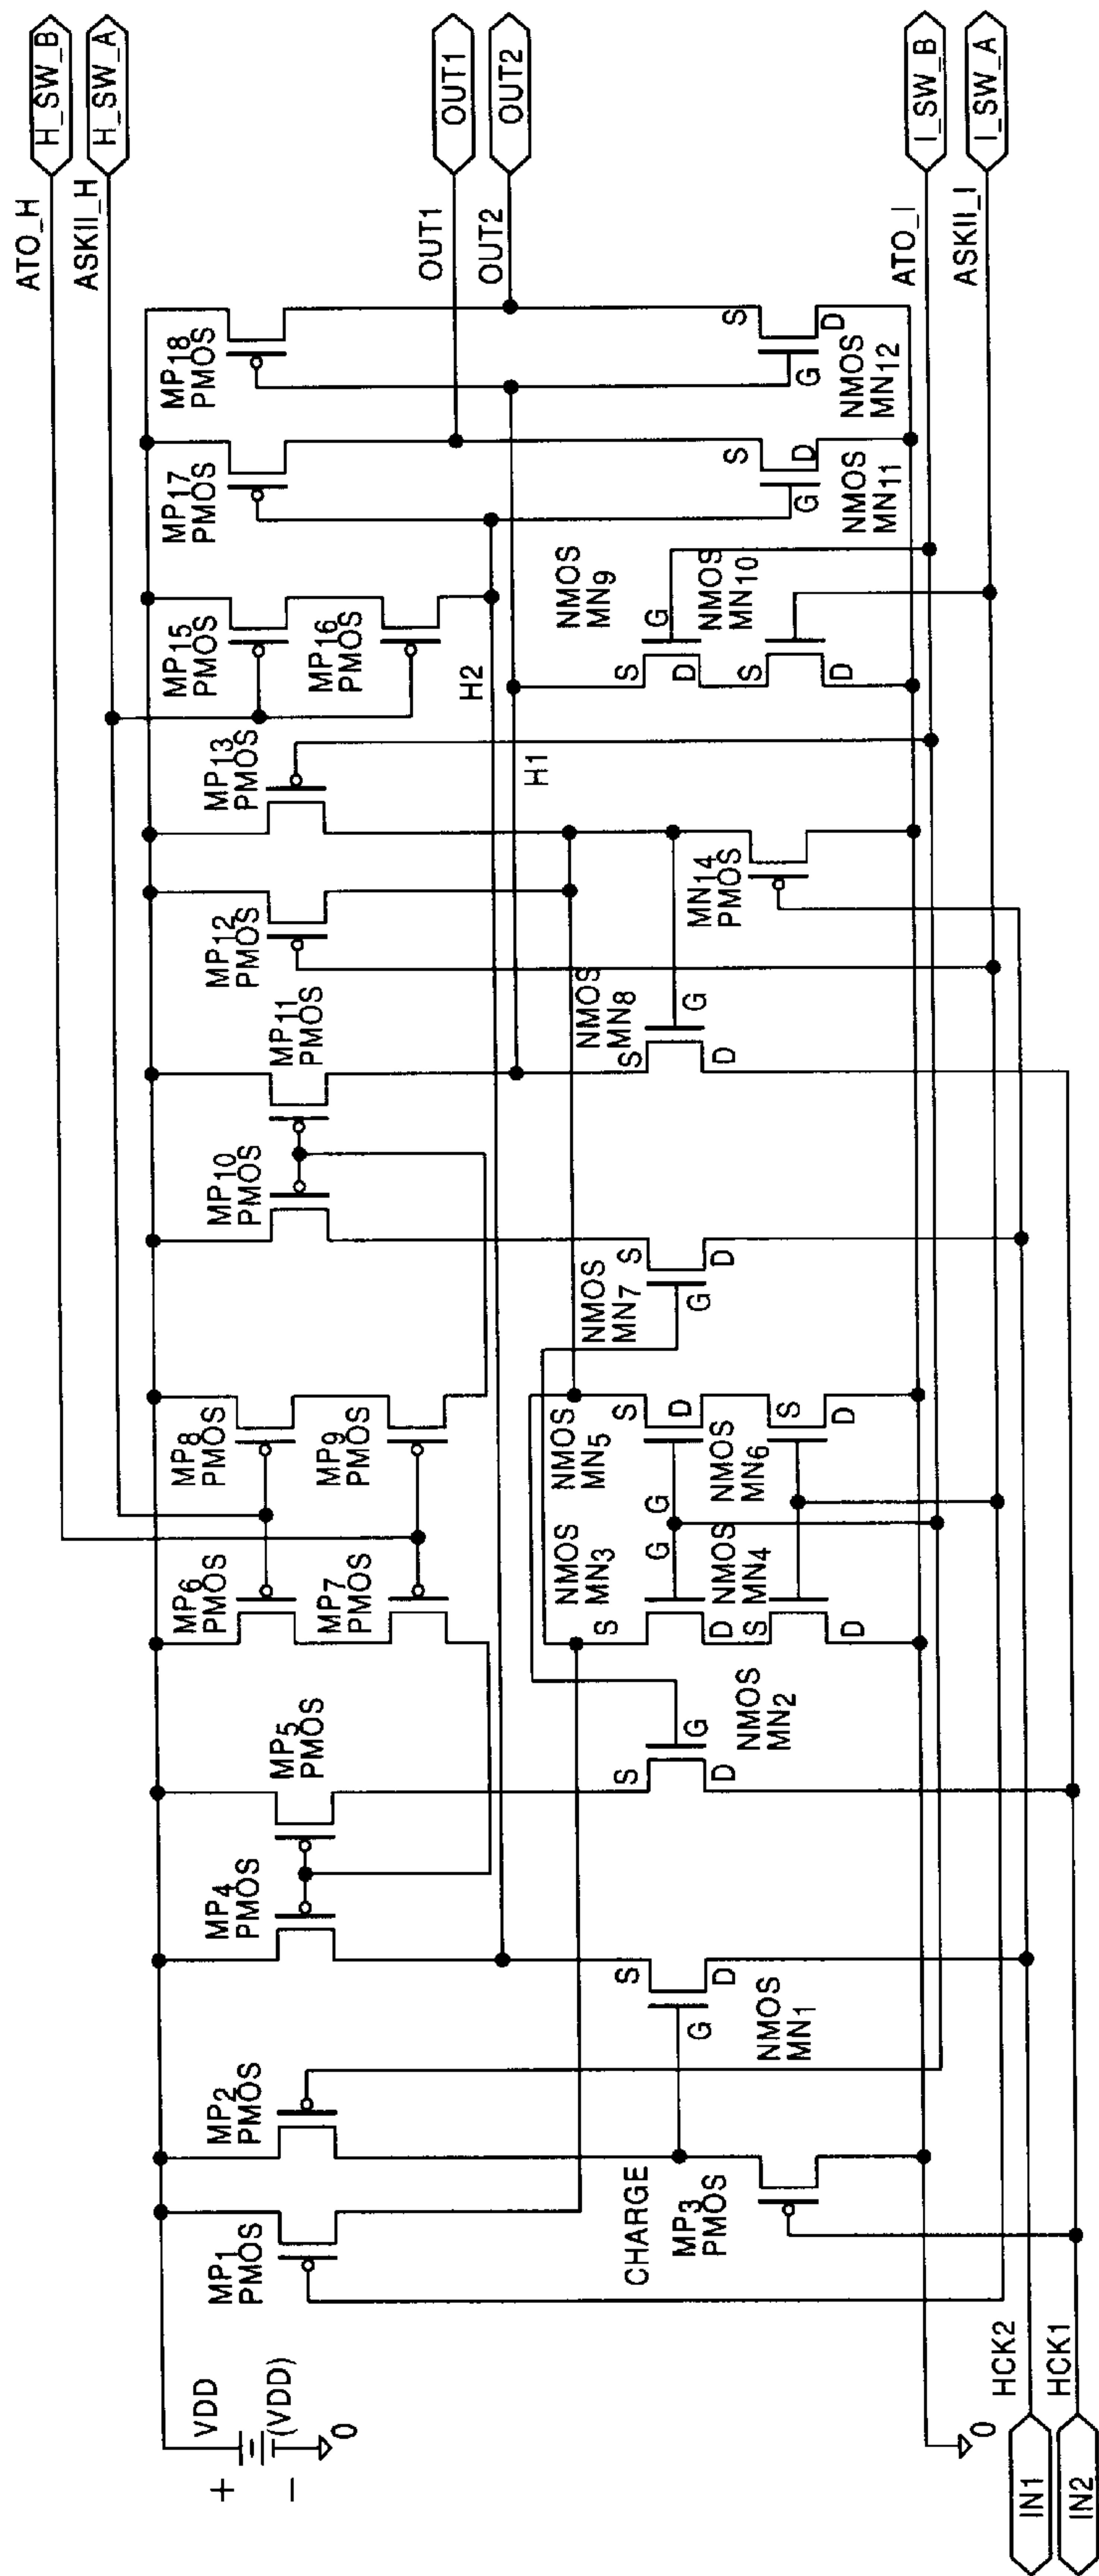 H_SW_B
H_SW_A
ATO_H
ASKII_H
OUT1
OUT2
OUT1
OUT2
I_SW_B
I_SW_A
ATO_I
ASKII_I
MP18
PMOS
MP17
PMOS
S
G
D
NMOS
MN12
S
G
D
NMOS
MN11
MP15
PMOS
MP16
PMOS
H2
NMOS
MN9
S
G
D
NMOS
MN10
S
D
MP13
PMOS
H1
MP12
PMOS
MN14
PMOS
MP11
PMOS
MP10
PMOS
NMOS
MN8
S
G
D
NMOS
MN7
S
G
D
MP8
PMOS
MP9
PMOS
MP6
PMOS
MP7
PMOS
NMOS
MN5
S
G
D
NMOS
MN6
S
D
NMOS
MN3
S
G
D
NMOS
MN4
S
D
MP5
PMOS
MP4
PMOS
S
G
D
NMOS
MN2
S
G
D
NMOS
MN1
MP2
PMOS
MP1
PMOS
CHARGE
MP3
PMOS
VDD
+
(VDD)
−
0
0
HCK2
HCK1
IN1
IN2